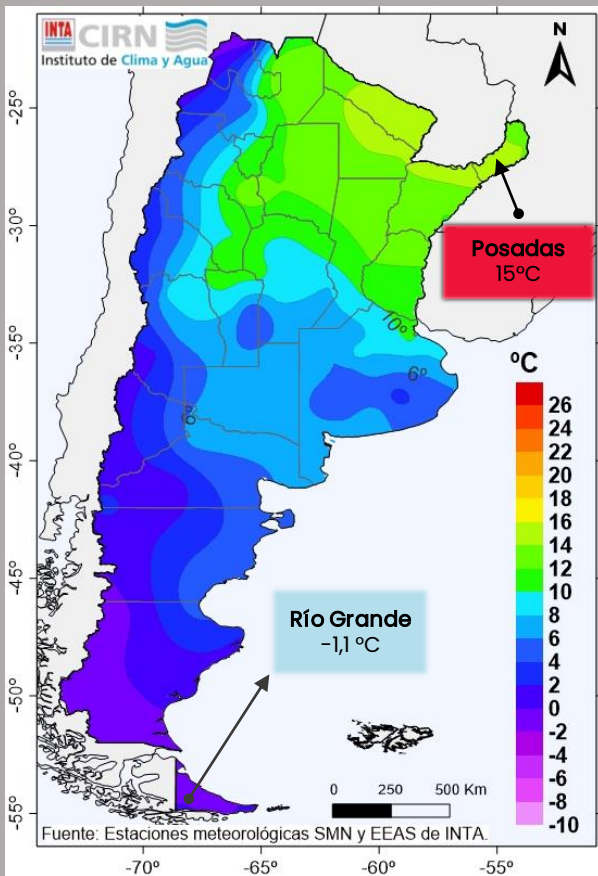 INTA CIRN
Instituto de Clima y Agua
N
-25°
-30°
-35°
-40°
-45°
-50°
-55°
Posadas
15°C
10°
6°
6°
°C
26
24
22
20
18
16
14
12
10
8
6
4
2
0
-2
-4
-6
-8
-10
Río Grande
-1,1 °C
0 250 500 Km
Fuente: Estaciones meteorológicas SMN y EEAS de INTA.
-70° -65° -60° -55°